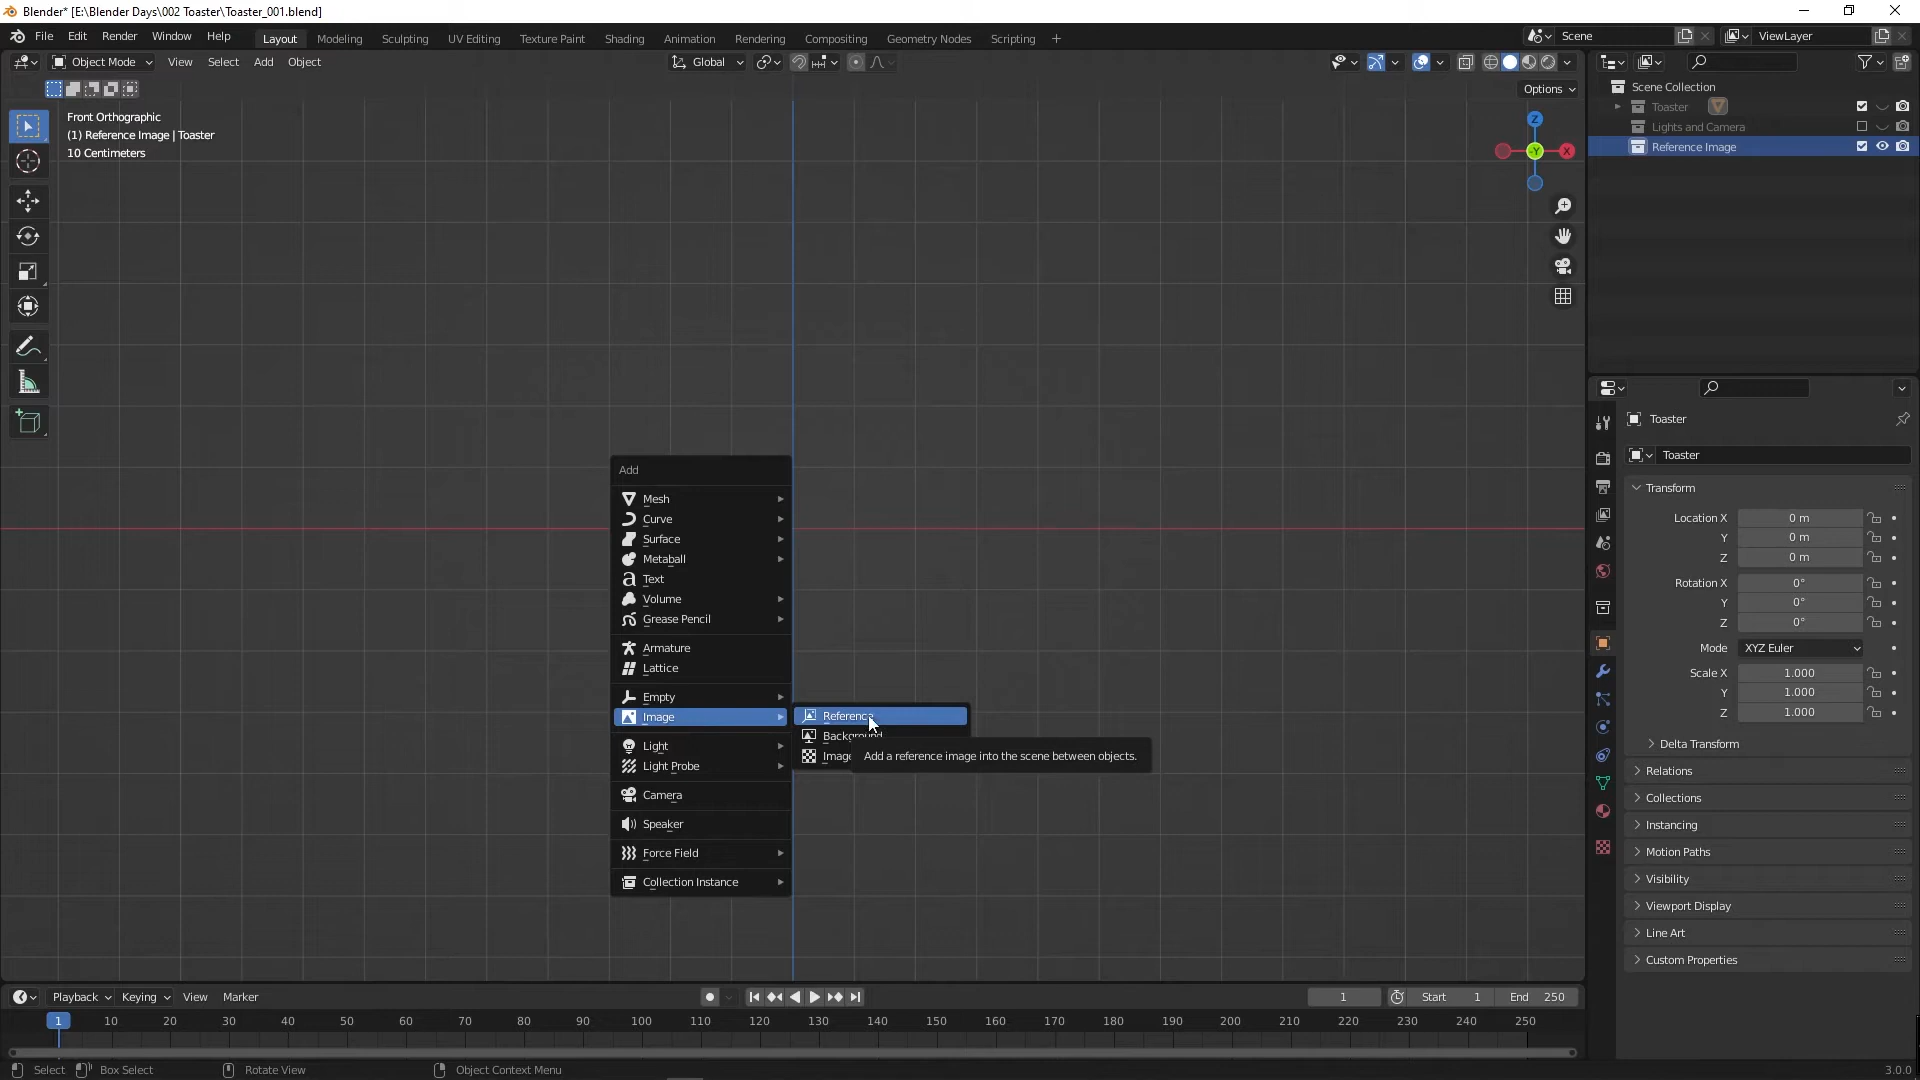 Blender* [E:\Blender Days\002 Toaster\Toaster_001.blend]
File Edit Render Window Help
Layout Modeling Sculpting UV Editing Texture Paint Shading Animation Rendering Compositing Geometry Nodes Scripting +
Scene
ViewLayer
Object Mode View Select Add Object
Global
Options
Front Orthographic
(1) Reference Image | Toaster
10 Centimeters
Z
-Y
X
Scene Collection
Toaster
Lights and Camera
Reference Image
Add
Mesh
Curve
Surface
Metaball
Text
Volume
Grease Pencil
Armature
Lattice
Empty
Image
Light
Light Probe
Camera
Speaker
Force Field
Collection Instance
Reference
Background
Image
Add a reference image into the scene between objects.
Toaster
Toaster
Transform
Location X 0 m
Y 0 m
Z 0 m
Rotation X 0°
Y 0°
Z 0°
Mode XYZ Euler
Scale X 1.000
Y 1.000
Z 1.000
Delta Transform
Relations
Collections
Instancing
Motion Paths
Visibility
Viewport Display
Line Art
Custom Properties
Playback Keying View Marker
1 Start 1 End 250
1 10 20 30 40 50 60 70 80 90 100 110 120 130 140 150 160 170 180 190 200 210 220 230 240 250
Select Box Select Rotate View Object Context Menu 3.0.0